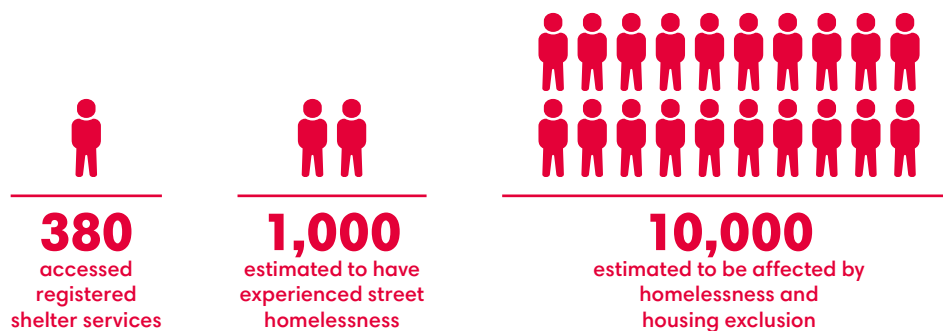 380
accessed
registered
shelter services
1,000
estimated to have
experienced street
homelessness
10,000
estimated to be affected by
homelessness and
housing exclusion